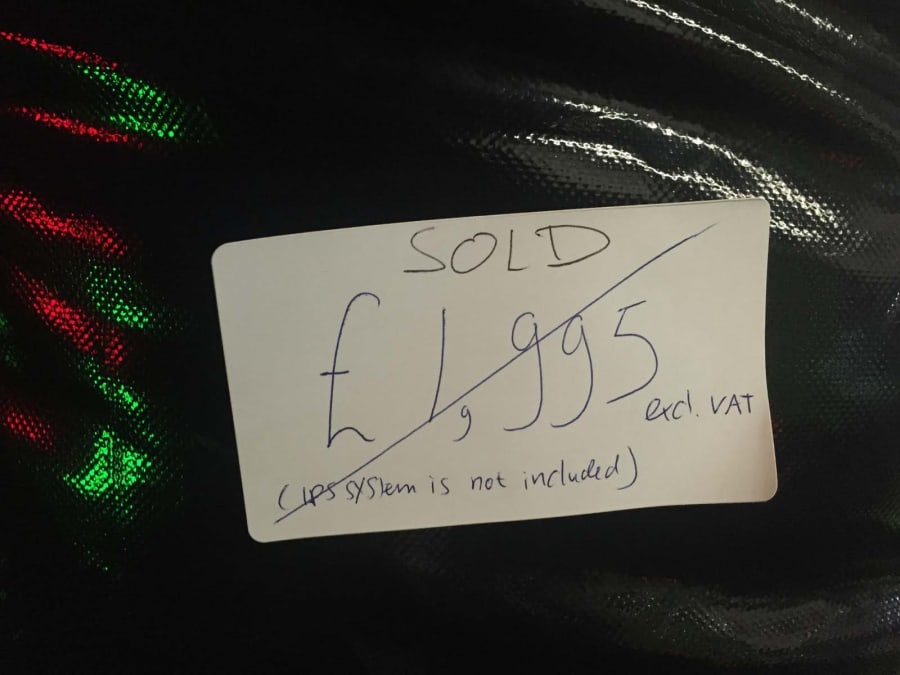 SOLD
£1,995
excl. VAT
(IPS system is not included)